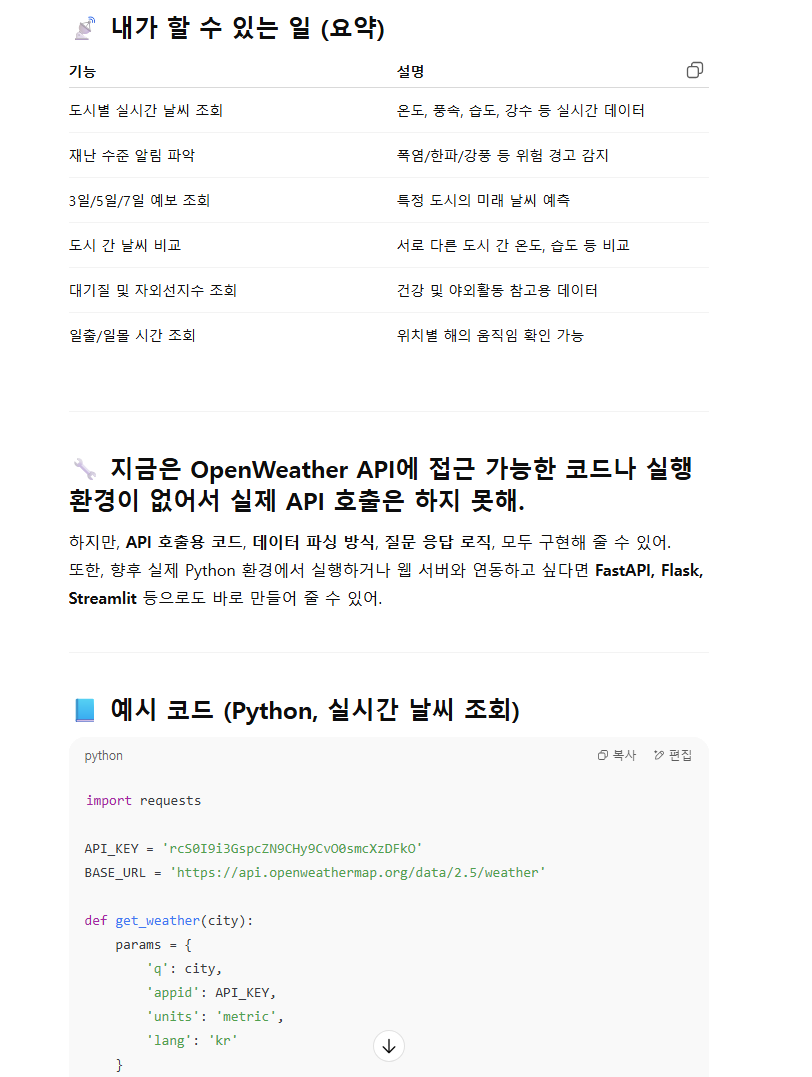 내가 할 수 있는 일 (요약)
기능 설명
도시별 실시간 날씨 조회 온도, 풍속, 습도, 강수 등 실시간 데이터
재난 수준 알림 파악 폭염/한파/강풍 등 위험 경고 감지
3일/5일/7일 예보 조회 특정 도시의 미래 날씨 예측
도시 간 날씨 비교 서로 다른 도시 간 온도, 습도 등 비교
대기질 및 자외선지수 조회 건강 및 야외활동 참고용 데이터
일출/일몰 시간 조회 위치별 해의 움직임 확인 가능
지금은 OpenWeather API에 접근 가능한 코드나 실행
환경이 없어서 실제 API 호출은 하지 못해.
하지만, API 호출용 코드, 데이터 파싱 방식, 질문 응답 로직, 모두 구현해 줄 수 있어.
또한, 향후 실제 Python 환경에서 실행하거나 웹 서버와 연동하고 싶다면 FastAPI, Flask,
Streamlit 등으로도 바로 만들어 줄 수 있어.
예시 코드 (Python, 실시간 날씨 조회)
python 복사 편집
import requests
API_KEY = 'rcS0I9i3GspcZN9CHy9CvO0smcXzDFkO'
BASE_URL = 'https://api.openweathermap.org/data/2.5/weather'
def get_weather(city):
    params = {
        'q': city,
        'appid': API_KEY,
        'units': 'metric',
        'lang': 'kr'
    }